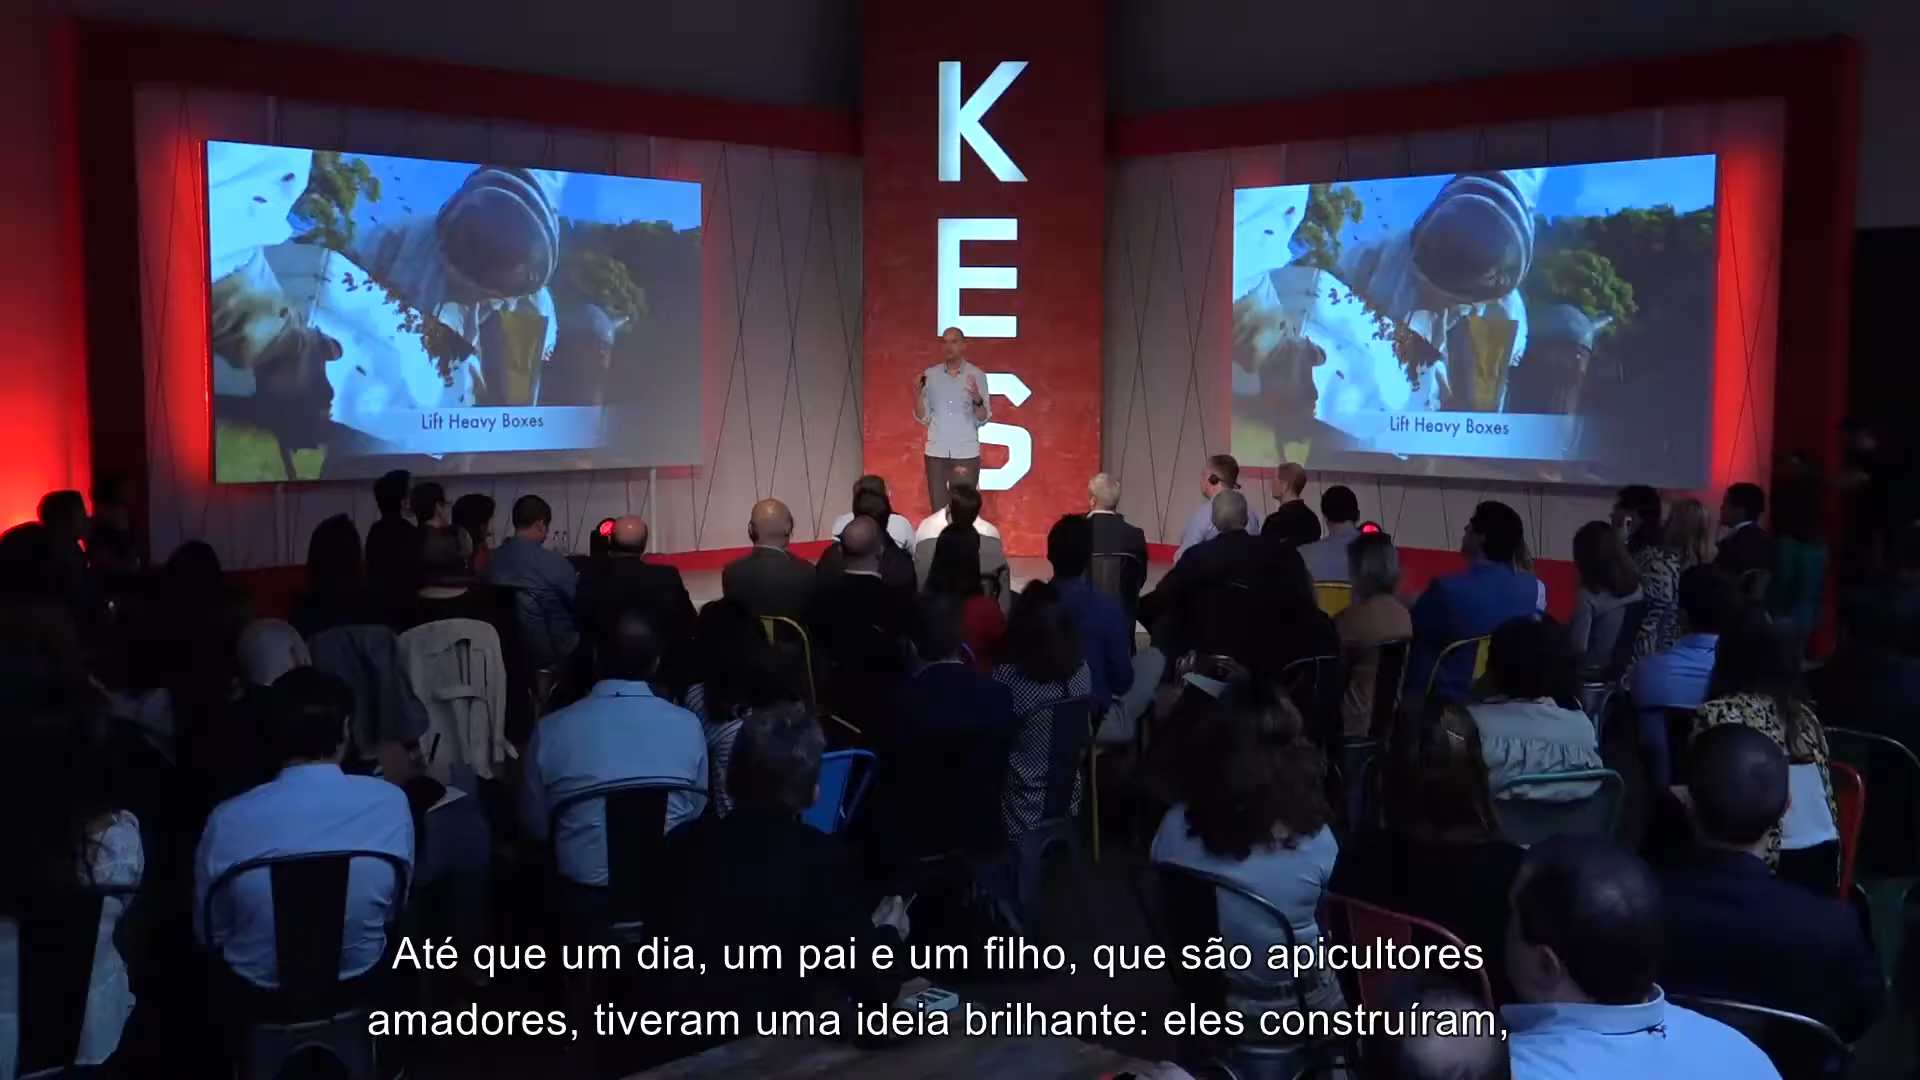 K
E
S
Lift Heavy Boxes
Lift Heavy Boxes
Até que um dia, um pai e um filho, que são apicultores
amadores, tiveram uma ideia brilhante: eles construíram,